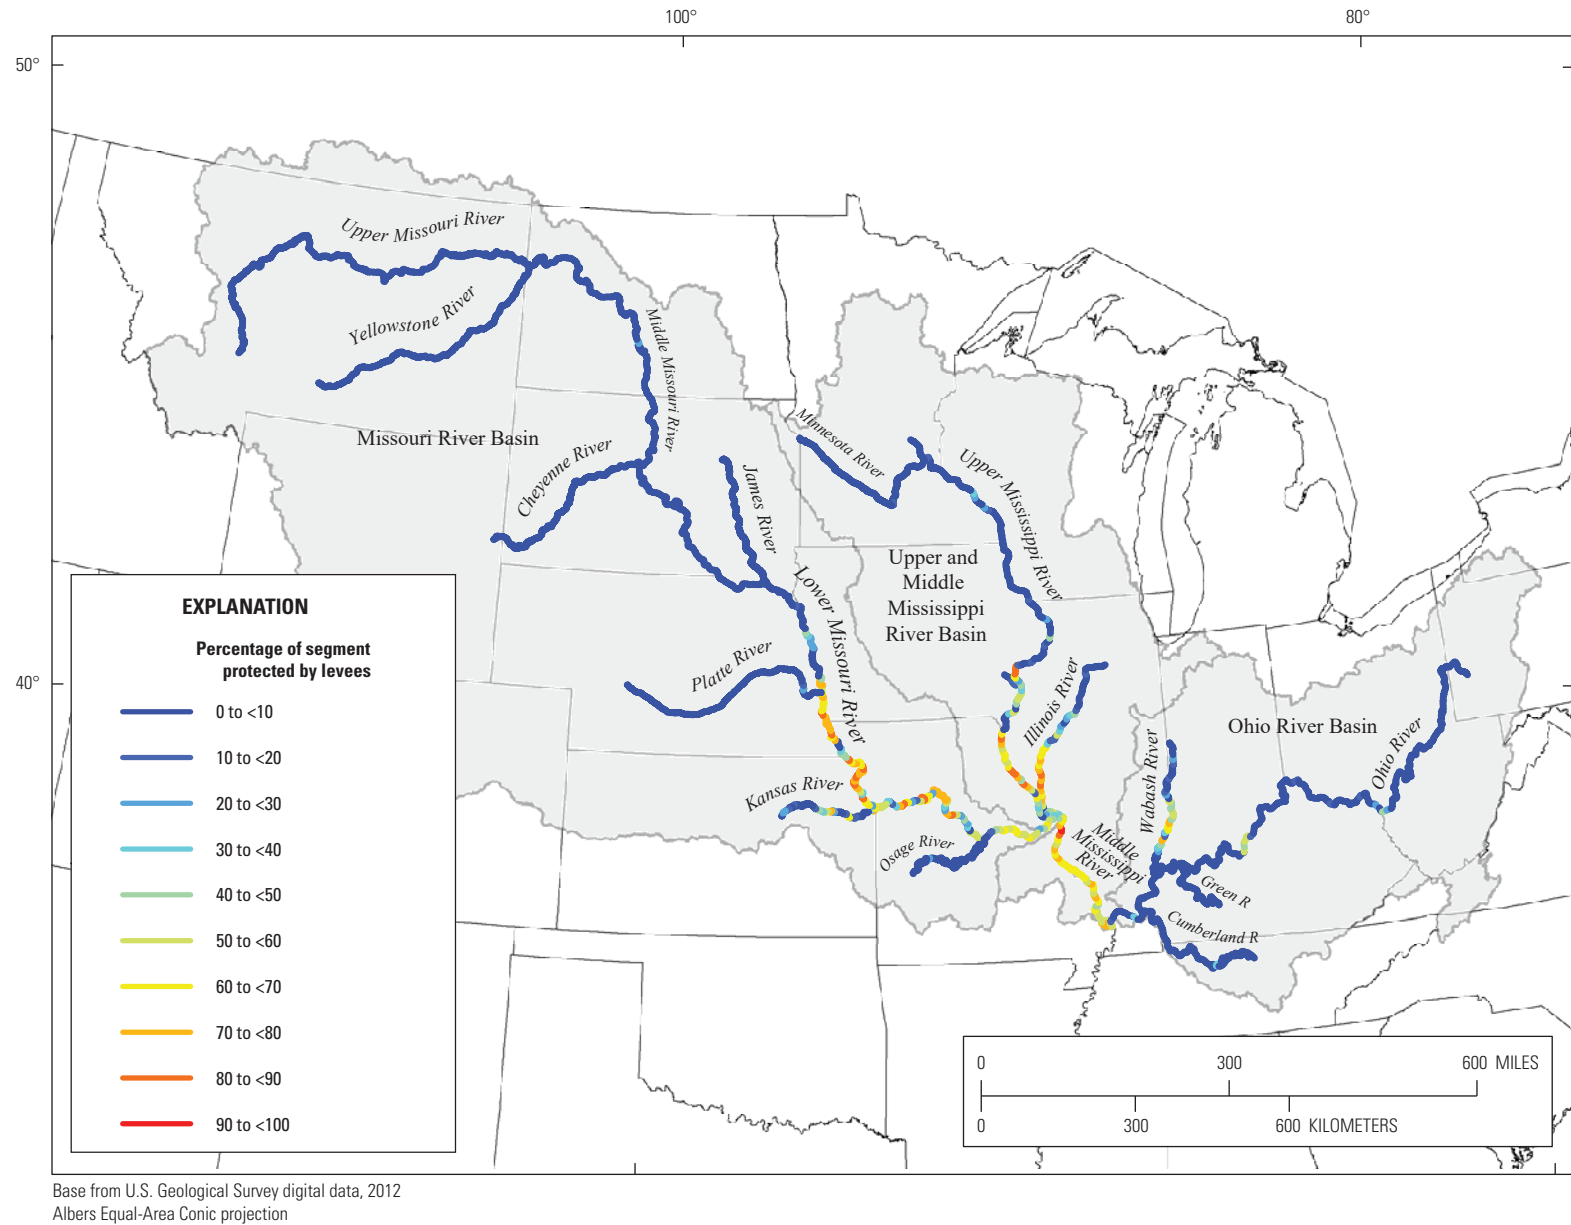 100°
80°
50°
40°
Upper Missouri River
Yellowstone River
Middle Missouri River
Missouri River Basin
Cheyenne River
James River
Minnesota River
Upper Mississippi River
Upper and
Middle
Mississippi
River Basin
Lower Missouri River
Platte River
Illinois River
Kansas River
Osage River
Middle
Mississippi
River
Wabash River
Ohio River Basin
Ohio River
Green R
Cumberland R
EXPLANATION
Percentage of segment
protected by levees
0 to <10
10 to <20
20 to <30
30 to <40
40 to <50
50 to <60
60 to <70
70 to <80
80 to <90
90 to <100
0 300 600 MILES
0 300 600 KILOMETERS
Base from U.S. Geological Survey digital data, 2012
Albers Equal-Area Conic projection